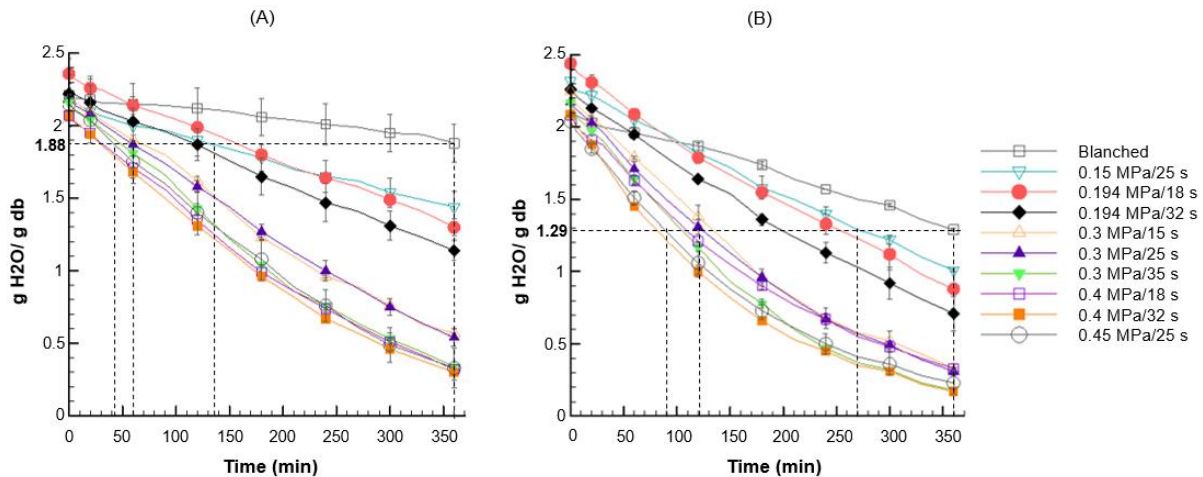 (A)
2.5
2
1.88
1.5
1
0.5
0
0 50 100 150 200 250 300 350
g H2O/ g db
Time (min)
(B)
2.5
2
1.5
1.29
1
0.5
0
0 50 100 150 200 250 300 350
g H2O/ g db
Time (min)
Blanched
0.15 MPa/25 s
0.194 MPa/18 s
0.194 MPa/32 s
0.3 MPa/15 s
0.3 MPa/25 s
0.3 MPa/35 s
0.4 MPa/18 s
0.4 MPa/32 s
0.45 MPa/25 s